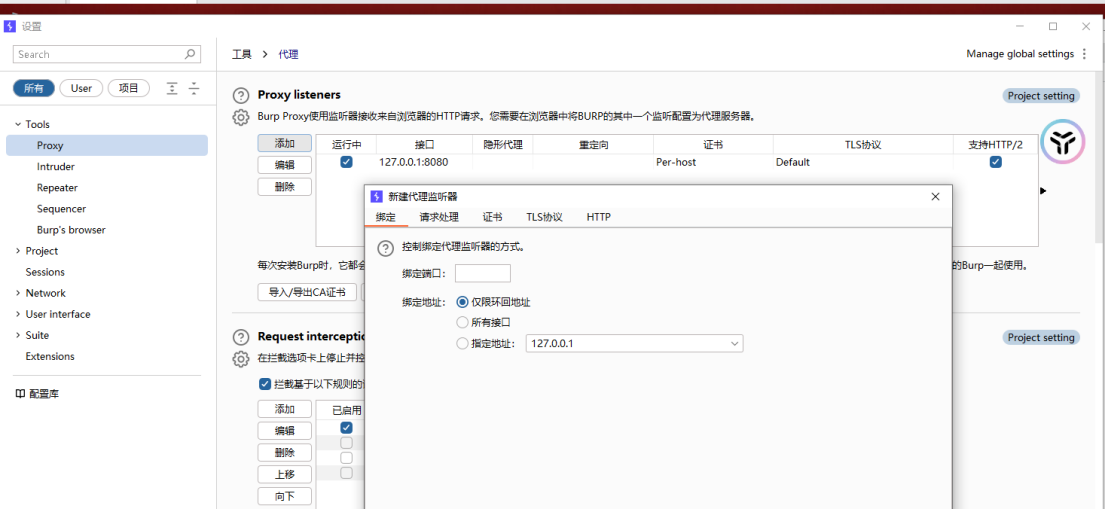 设置
Search
工具 > 代理
Manage global settings
所有 User 项目
Tools
Proxy
Intruder
Repeater
Sequencer
Burp's browser
Project
Sessions
Network
User interface
Suite
Extensions
配置库
Proxy listeners
Project setting
Burp Proxy使用监听器接收来自浏览器的HTTP请求。您需要在浏览器中将BURP的其中一个监听配置为代理服务器。
添加
编辑
删除
运行中 接口 隐形代理 重定向 证书 TLS协议 支持HTTP/2
127.0.0.1:8080 Per-host Default
新建代理监听器
绑定 请求处理 证书 TLS协议 HTTP
控制绑定代理监听器的方式。
绑定端口:
绑定地址: 仅限环回地址
所有接口
指定地址: 127.0.0.1
每次安装Burp时，它都会
的Burp一起使用。
导入/导出CA证书
Request interceptio
Project setting
在拦截选项卡上停止并控
拦截基于以下规则的
添加
编辑
删除
上移
向下
已启用